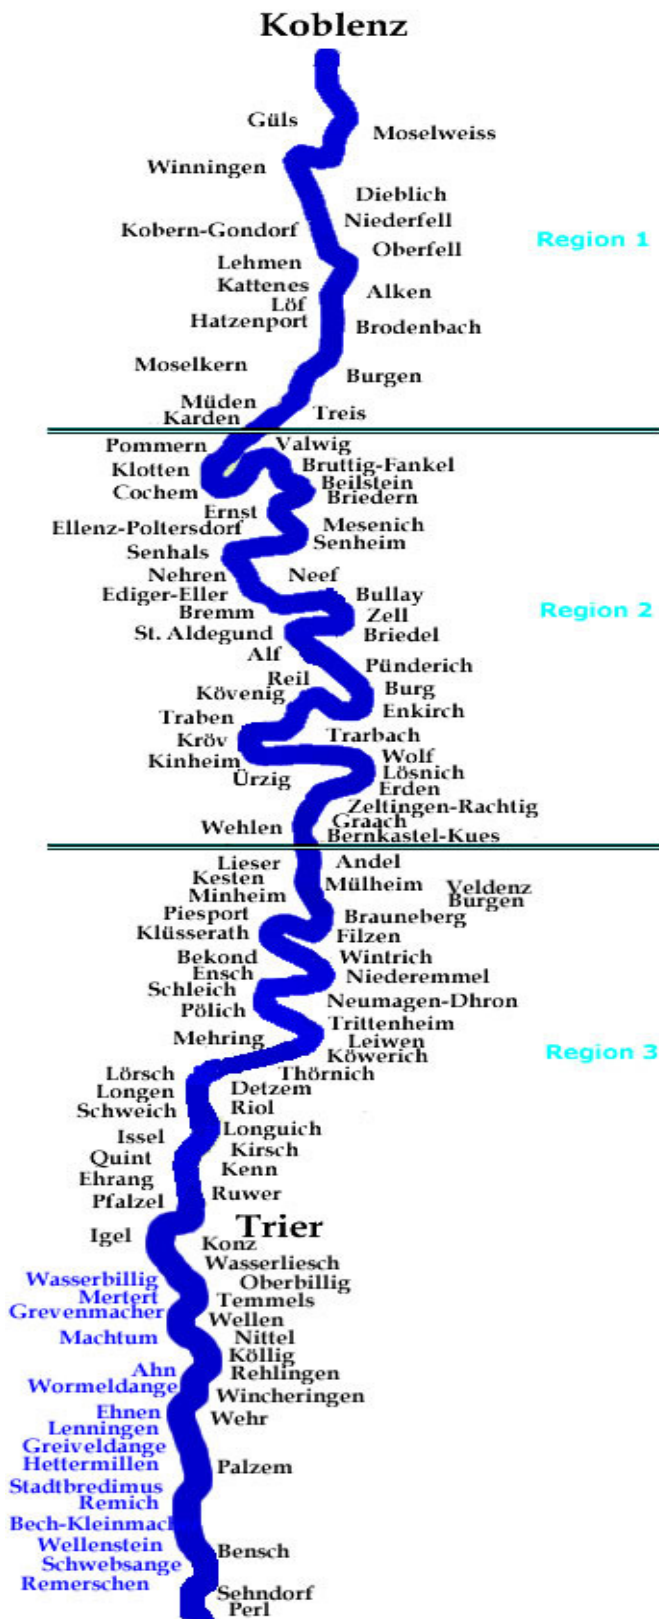 Koblenz
Güls
Moselweiss
Winningen
Dieblich
Niederfell
Kobern-Gondorf
Region 1
Oberfell
Lehmen
Kattenes
Alken
Löf
Hatzenport
Brodenbach
Moselkern
Burgen
Müden
Treis
Karden
Pommern
Valwig
Klotten
Bruttig-Fankel
Beilstein
Cochem
Briedern
Ernst
Mesenich
Ellenz-Poltersdorf
Senheim
Senhals
Nehren
Neef
Ediger-Eller
Bullay
Region 2
Bremm
Zell
St. Aldegund
Briedel
Alf
Pünderich
Reil
Kövenig
Burg
Enkirch
Traben
Trarbach
Kröv
Wolf
Kinheim
Lösnich
Ürzig
Erden
Zeltingen-Rachtig
Graach
Wehlen
Bernkastel-Kues
Lieser
Andel
Kesten
Mülheim
Veldenz
Minheim
Burgen
Piesport
Brauneberg
Klüsserath
Filzen
Bekond
Wintrich
Ensch
Niederemmel
Schleich
Neumagen-Dhron
Pölich
Trittenheim
Mehring
Leiwen
Region 3
Köwerich
Lörsch
Thörnich
Longen
Detzem
Schweich
Riol
Longuich
Issel
Kirsch
Quint
Kenn
Ehrang
Ruwer
Pfalzel
Trier
Igel
Konz
Wasserliesch
Wasserbillig
Oberbillig
Mertert
Temmels
Grevenmacher
Wellen
Machtum
Nittel
Köllig
Ahn
Rehlingen
Wormeldange
Wincheringen
Ehnen
Wehr
Lenningen
Greiveldange
Hettermillen
Palzem
Stadtbredimus
Remich
Bech-Kleinmach
Wellenstein
Bensch
Schwebsange
Remerschen
Sehndorf
Perl